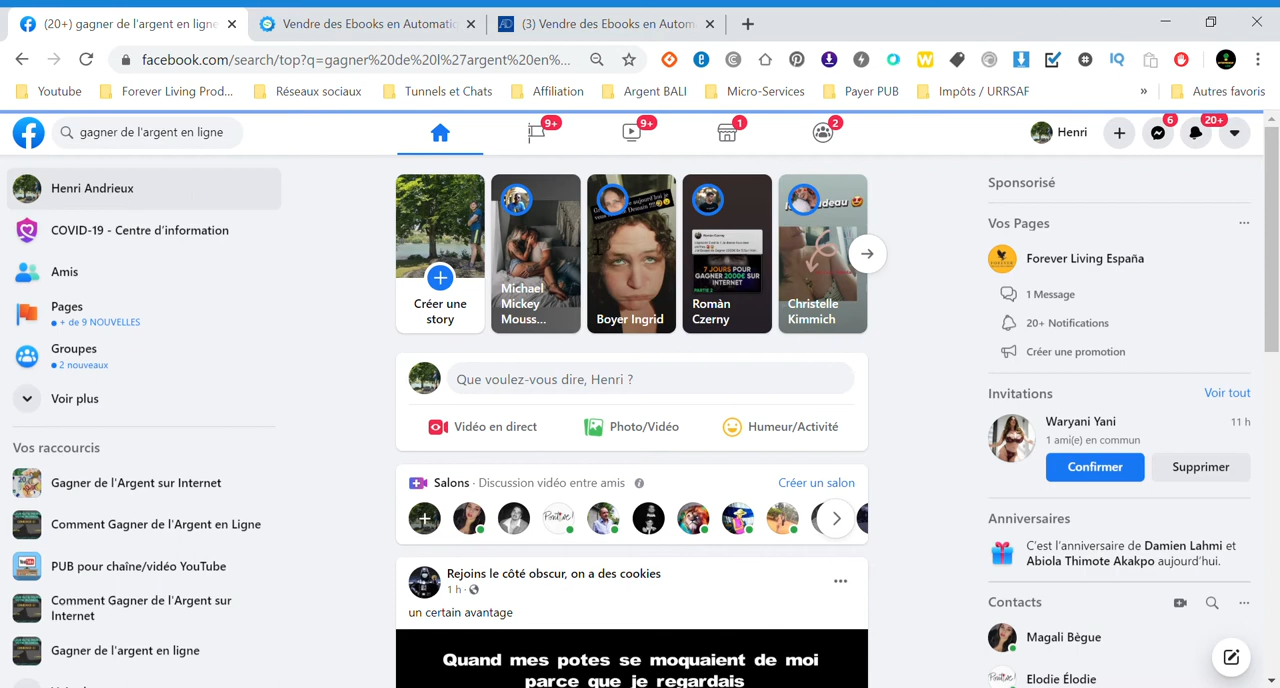 (20+) gagner de l'argent en ligne
Vendre des Ebooks en Automatic
(3) Vendre des Ebooks en Autom
facebook.com/search/top?q=gagner%20de%20l%27argent%20en%...
Youtube
Forever Living Prod...
Réseaux sociaux
Tunnels et Chats
Affiliation
Argent BALI
Micro-Services
Payer PUB
Impôts / URRSAF
»
Autres favoris
gagner de l'argent en ligne
9+
9+
1
2
Henri
6
20+
Henri Andrieux
COVID-19 - Centre d'information
Amis
Pages
+ de 9 NOUVELLES
Groupes
2 nouveaux
Voir plus
Vos raccourcis
Gagner de l'Argent sur Internet
Comment Gagner de l'Argent en Ligne
PUB pour chaîne/vidéo YouTube
Comment Gagner de l'Argent sur
Internet
Gagner de l'argent en ligne
Créer une
story
Michael
Mickey
Mouss...
Boyer Ingrid
7 JOURS POUR
GAGNER 2000€ SUR
INTERNET
Romàn
Czerny
Christelle
Kimmich
Que voulez-vous dire, Henri ?
Vidéo en direct
Photo/Vidéo
Humeur/Activité
Salons · Discussion vidéo entre amis
Créer un salon
Rejoins le côté obscur, on a des cookies
1 h ·
un certain avantage
Quand mes potes se moquaient de moi
parce que je regardais
Sponsorisé
Vos Pages
Forever Living España
1 Message
20+ Notifications
Créer une promotion
Invitations
Voir tout
Waryani Yani
11 h
1 ami(e) en commun
Confirmer
Supprimer
Anniversaires
C'est l'anniversaire de Damien Lahmi et
Abiola Thimote Akakpo aujourd'hui.
Contacts
Magali Bègue
Elodie Élodie